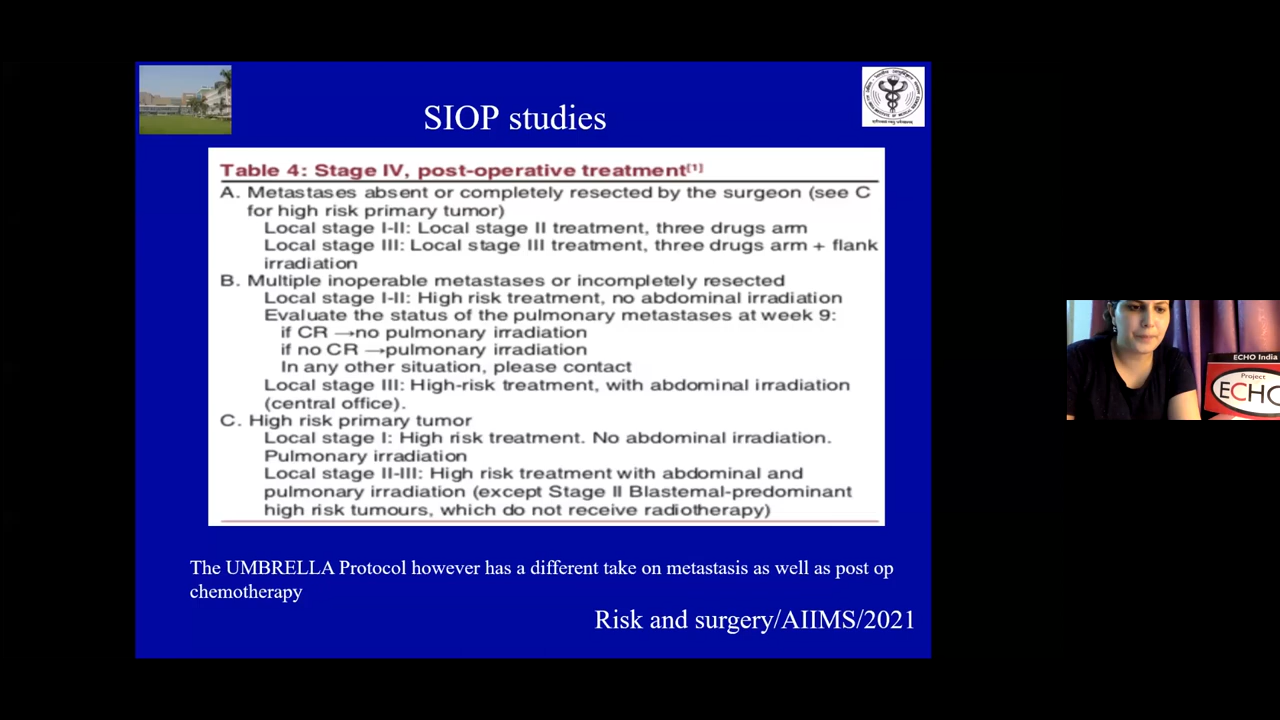 SIOP studies
Table 4: Stage IV, post-operative treatment[1]
A. Metastases absent or completely resected by the surgeon (see C
for high risk primary tumor)
Local stage I-II: Local stage II treatment, three drugs arm
Local stage III: Local stage III treatment, three drugs arm + flank
irradiation
B. Multiple inoperable metastases or incompletely resected
Local stage I-II: High risk treatment, no abdominal irradiation
Evaluate the status of the pulmonary metastases at week 9:
if CR →no pulmonary irradiation
if no CR →pulmonary irradiation
In any other situation, please contact
Local stage III: High-risk treatment, with abdominal irradiation
(central office).
C. High risk primary tumor
Local stage I: High risk treatment. No abdominal irradiation.
Pulmonary irradiation
Local stage II-III: High risk treatment with abdominal and
pulmonary irradiation (except Stage II Blastemal-predominant
high risk tumours, which do not receive radiotherapy)
The UMBRELLA Protocol however has a different take on metastasis as well as post op
chemotherapy
Risk and surgery/AIIMS/2021
ECHO India
Project
ECHO